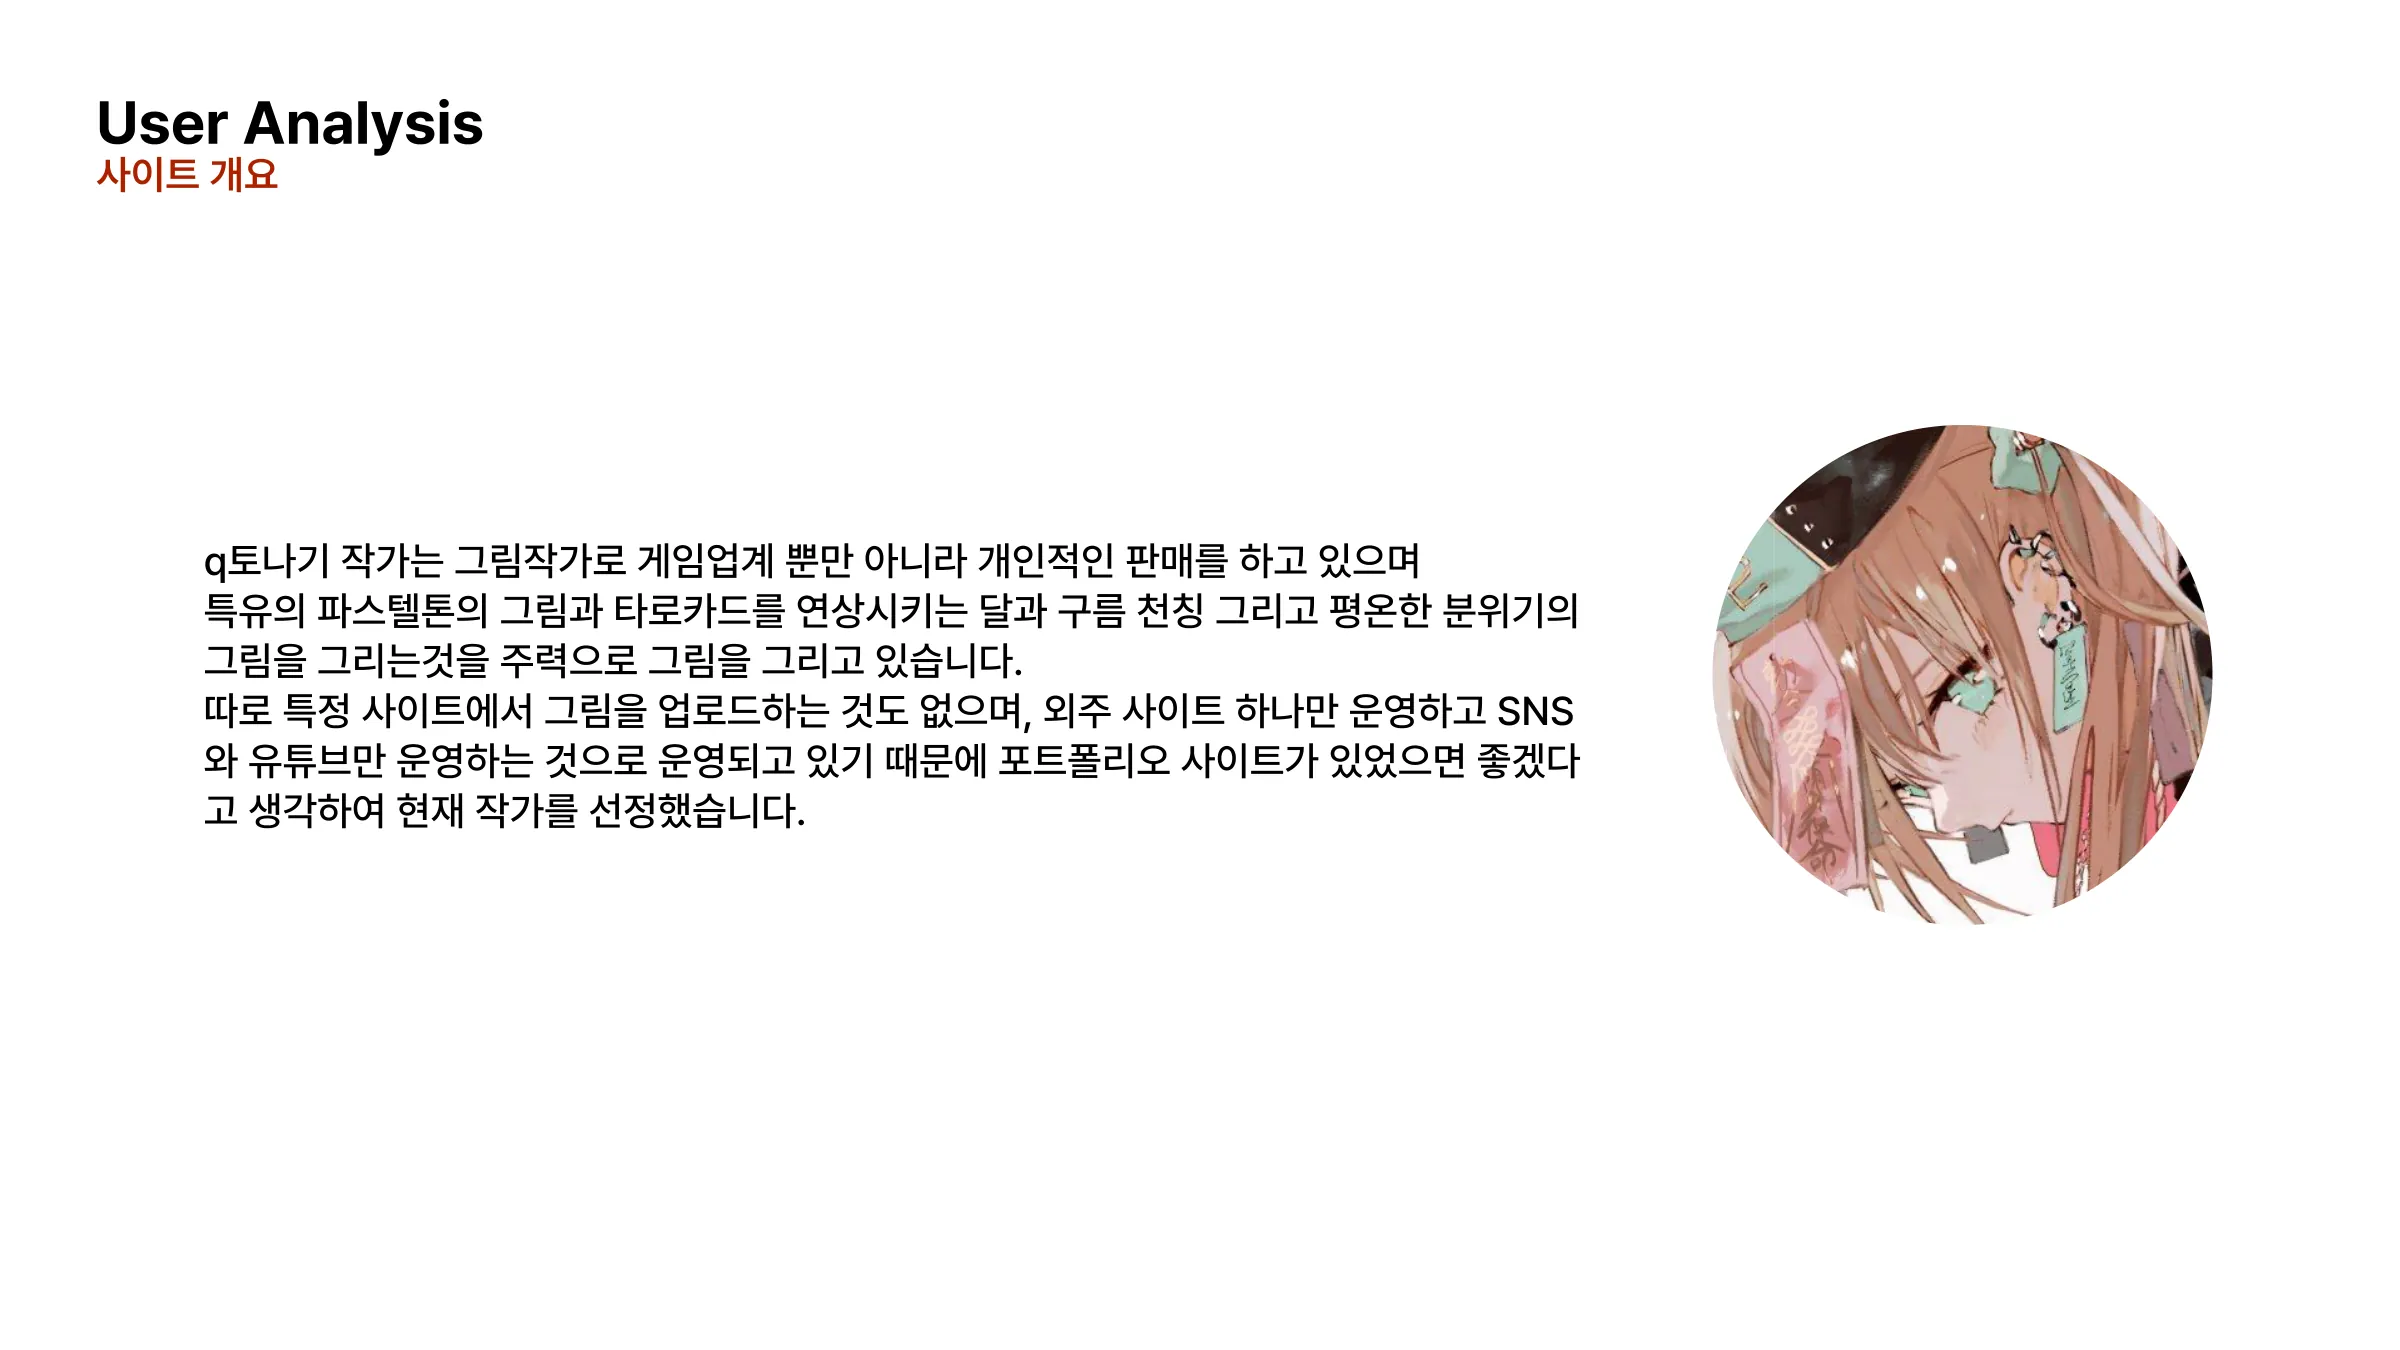 User Analysis
사이트 개요
q토나기 작가는 그림작가로 게임업계 뿐만 아니라 개인적인 판매를 하고 있으며
특유의 파스텔톤의 그림과 타로카드를 연상시키는 달과 구름 천칭 그리고 평온한 분위기의
그림을 그리는것을 주력으로 그림을 그리고 있습니다.
따로 특정 사이트에서 그림을 업로드하는 것도 없으며, 외주 사이트 하나만 운영하고 SNS
와 유튜브만 운영하는 것으로 운영되고 있기 때문에 포트폴리오 사이트가 있었으면 좋겠다
고 생각하여 현재 작가를 선정했습니다.